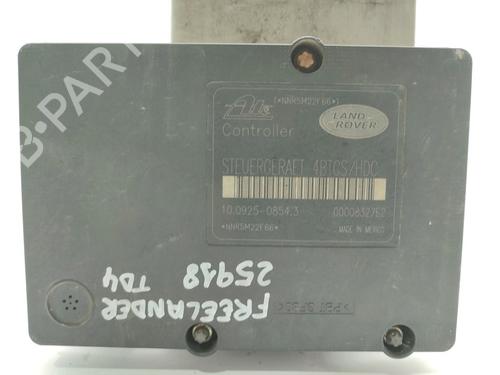 B-PARTS
Ate
(*NNR5M22F66*)
Controller
LAND
ROVER
STEUERGERAET 4BTCS/HDC
10.0925-0854.3
00008327E2
*NNR5M22F66*
MADE IN MEXICO
FREELANDER
TD4
25918